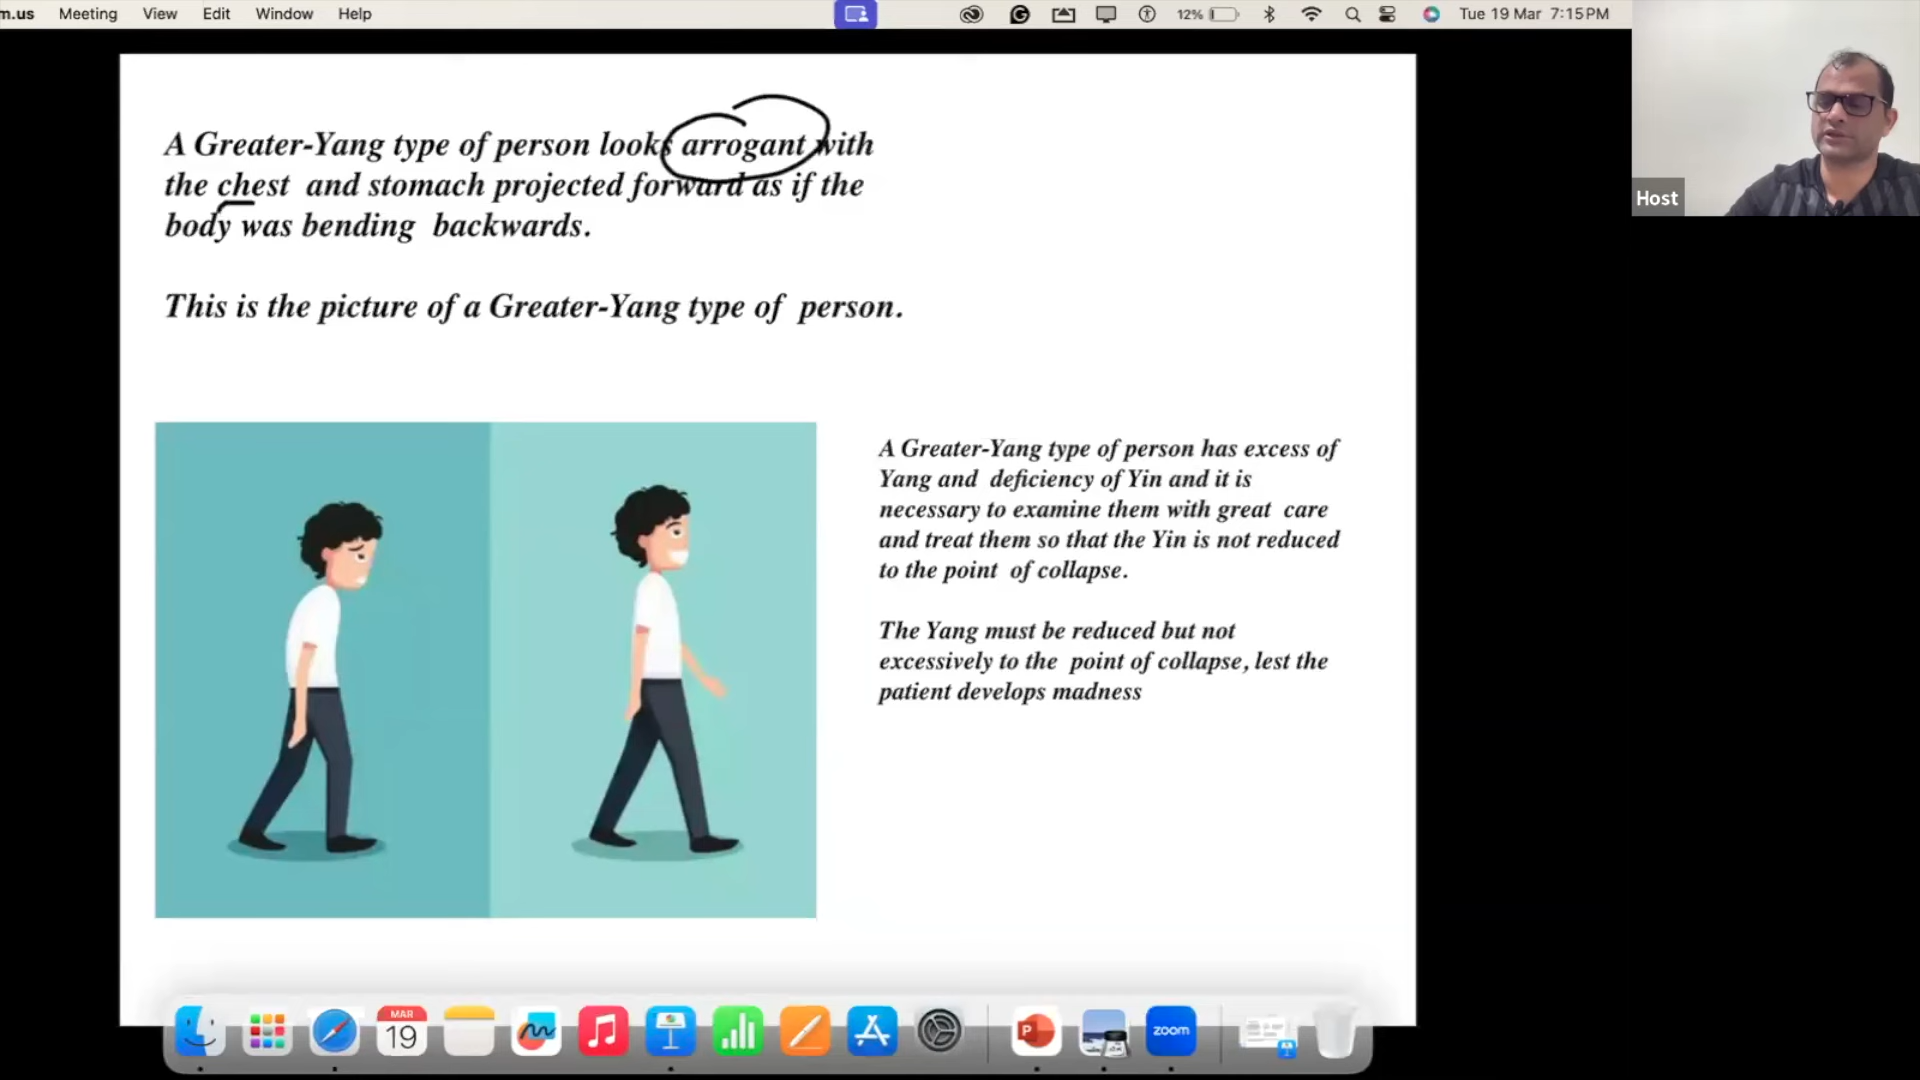 m.us Meeting View Edit Window Help 12% Tue 19 Mar 7:15 PM
Host
A Greater-Yang type of person looks arrogant with
the chest and stomach projected forward as if the
body was bending backwards.
This is the picture of a Greater-Yang type of person.
A Greater-Yang type of person has excess of
Yang and deficiency of Yin and it is
necessary to examine them with great care
and treat them so that the Yin is not reduced
to the point of collapse.
The Yang must be reduced but not
excessively to the point of collapse, lest the
patient develops madness
MAR
19
P
zoom